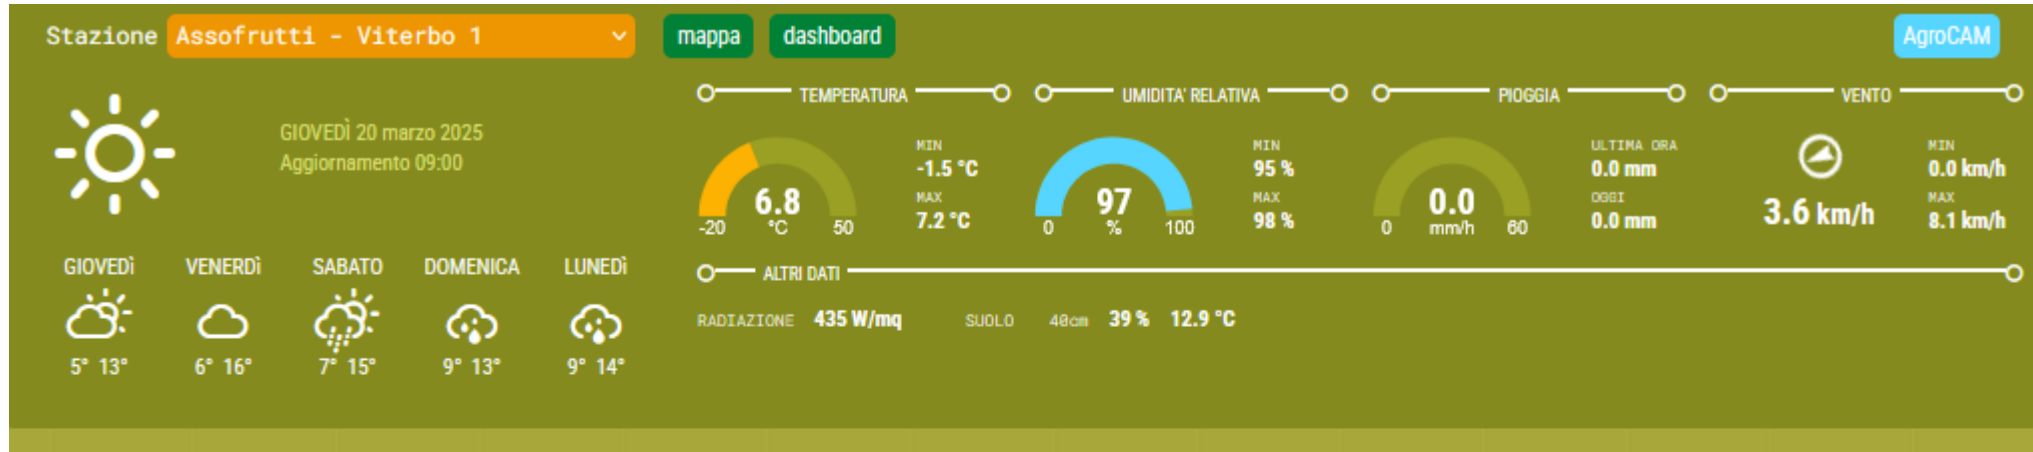 Stazione Assofrutti - Viterbo 1 mappa dashboard AgroCAM
GIOVEDÌ 20 marzo 2025
Aggiornamento 09:00
GIOVEDì VENERDì SABATO DOMENICA LUNEDì
5° 13° 6° 16° 7° 15° 9° 13° 9° 14°
TEMPERATURA
6.8
°C
-20 50
MIN
-1.5 °C
MAX
7.2 °C
UMIDITA' RELATIVA
97
%
0 100
MIN
95 %
MAX
98 %
PIOGGIA
0.0
mm/h
0 60
ULTIMA ORA
0.0 mm
OGGI
0.0 mm
VENTO
3.6 km/h
MIN
0.0 km/h
MAX
8.1 km/h
ALTRI DATI
RADIAZIONE 435 W/mq SUOLO 40cm 39 % 12.9 °C